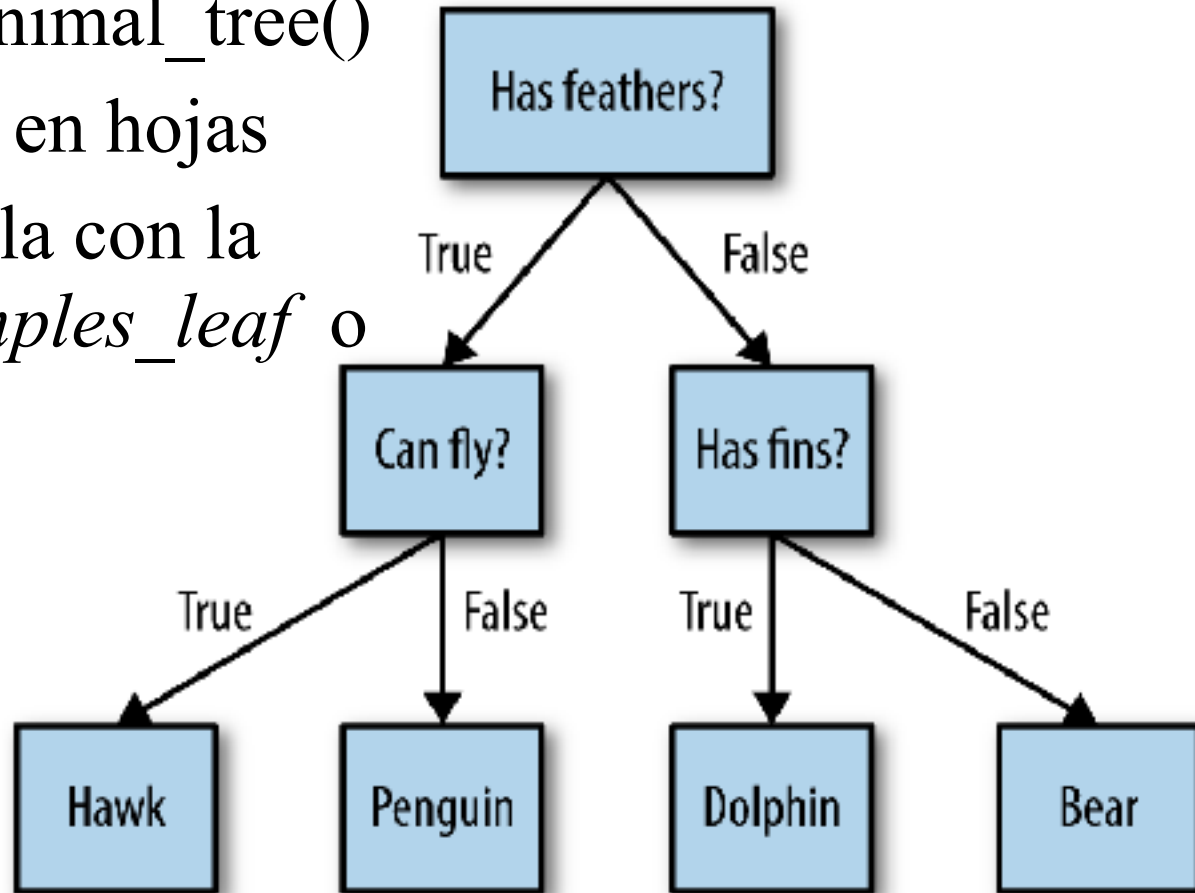 nimal_tree()
en hojas
la con la
ples_leaf o
Has feathers?
True
False
Can fly?
Has fins?
True
False
True
False
Hawk
Penguin
Dolphin
Bear